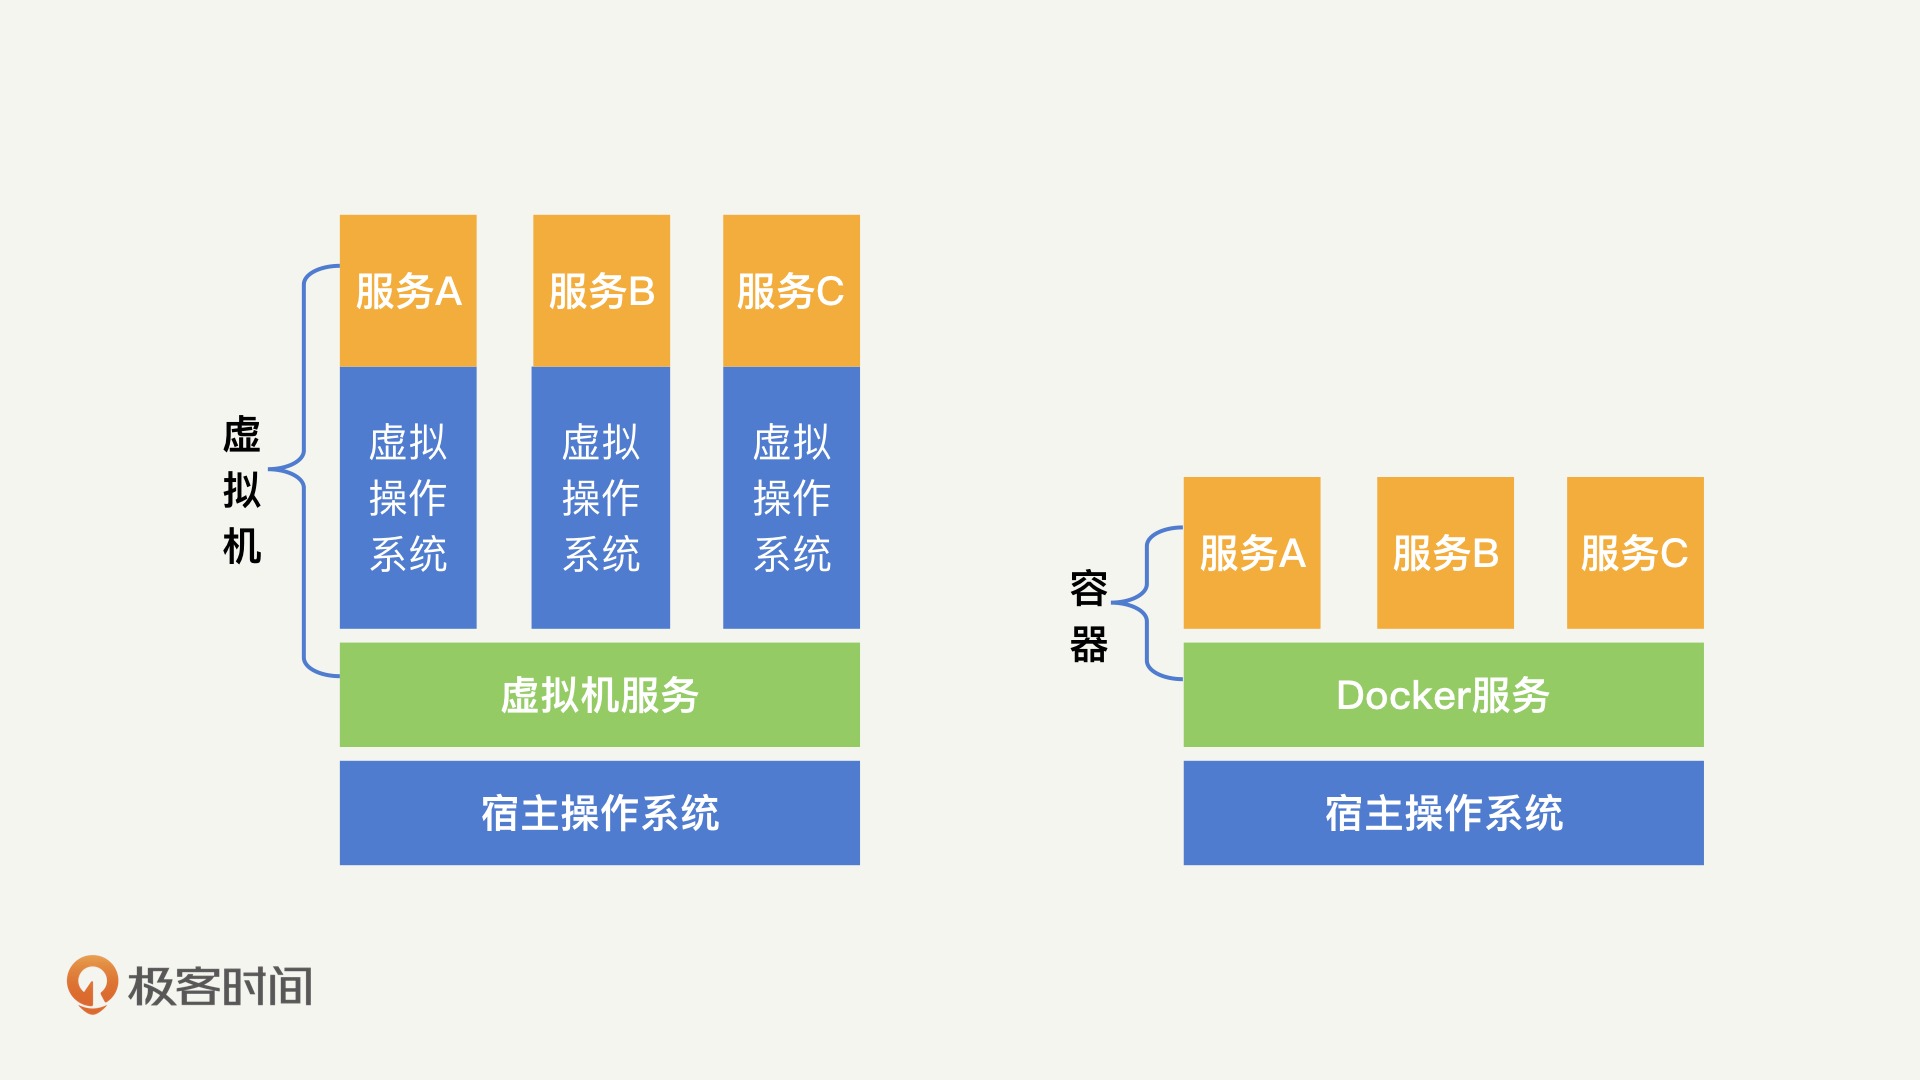 虚
拟
机
服务A
服务B
服务C
虚拟
操作
系统
虚拟
操作
系统
虚拟
操作
系统
虚拟机服务
宿主操作系统
容
器
服务A
服务B
服务C
Docker服务
宿主操作系统
极客时间